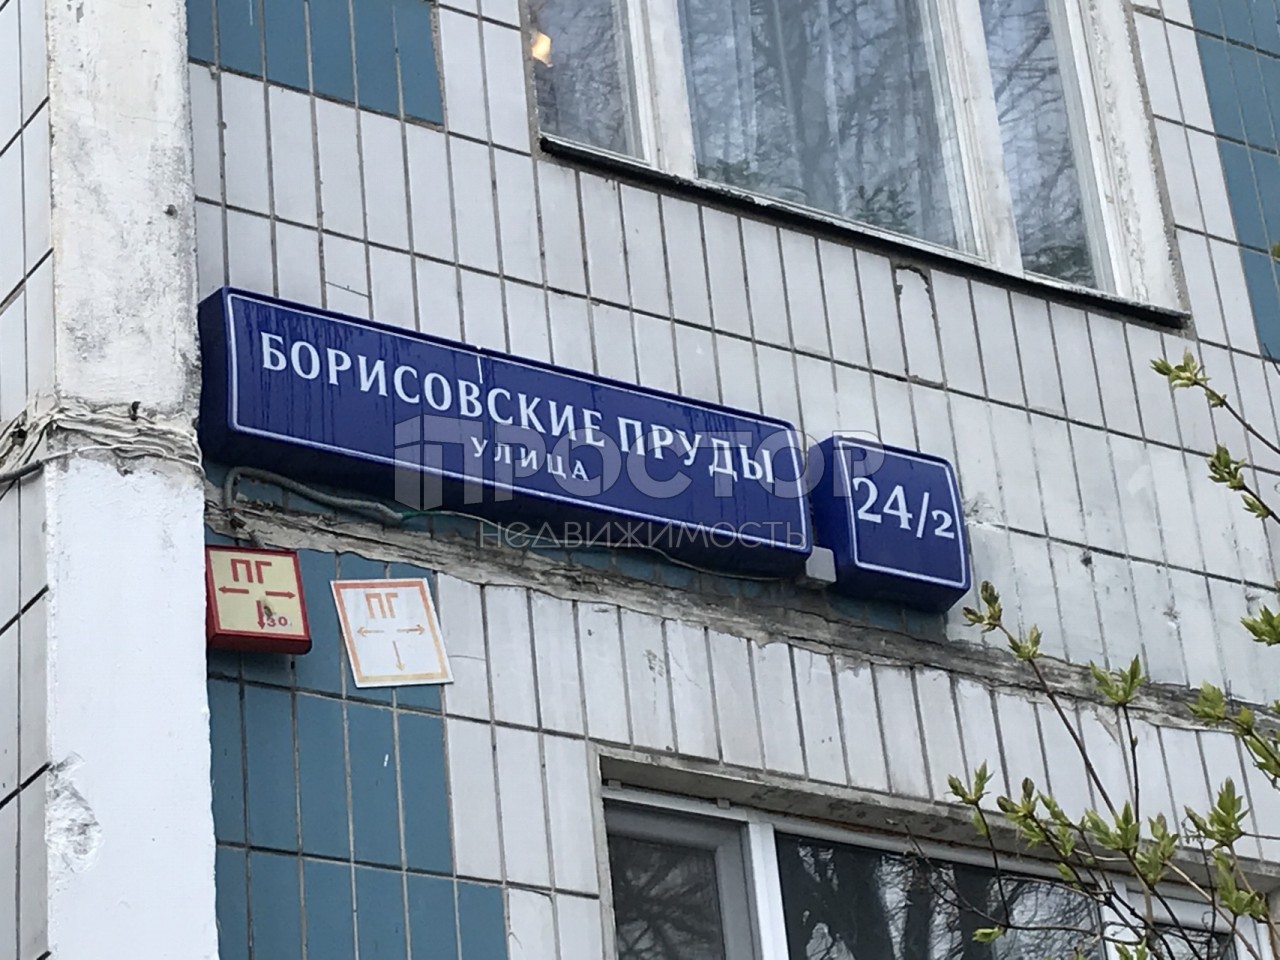 БОРИСОВСКИЕ ПРУДЫ
УЛИЦА
24/2
ПГ
30.
ПГ
ПРОСТОР
НЕДВИЖИМОСТЬ